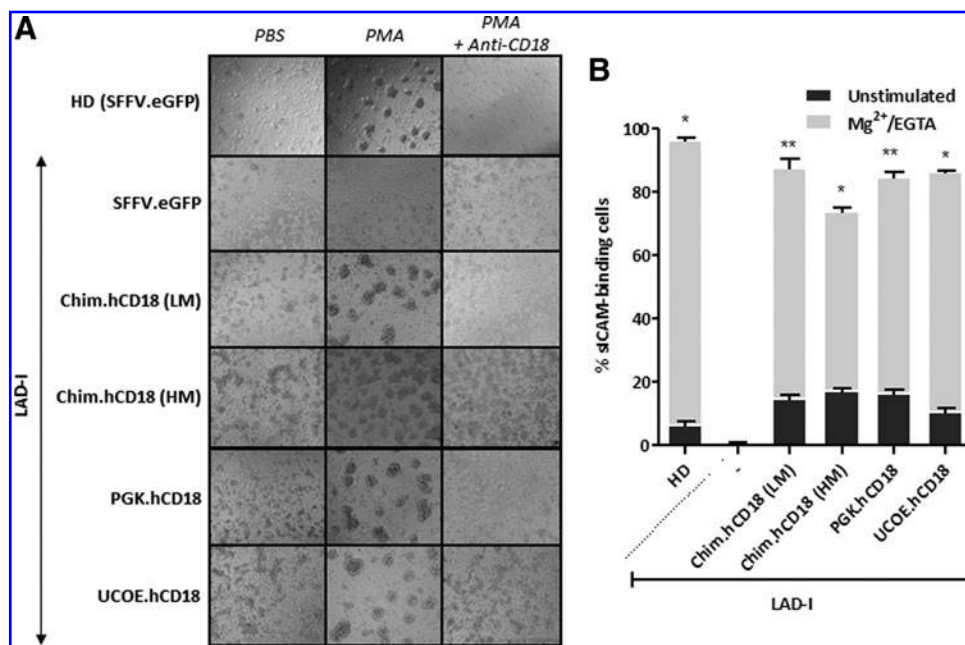 A
PBS
PMA
PMA
+ Anti-CD18
HD (SFFV.eGFP)
SFFV.eGFP
Chim.hCD18 (LM)
Chim.hCD18 (HM)
PGK.hCD18
UCOE.hCD18
LAD-I
B
Unstimulated
Mg²⁺/EGTA
% sICAM-binding cells
100
80
60
40
20
0
*
**
*
**
*
HD
-
Chim.hCD18 (LM)
Chim.hCD18 (HM)
PGK.hCD18
UCOE.hCD18
LAD-I